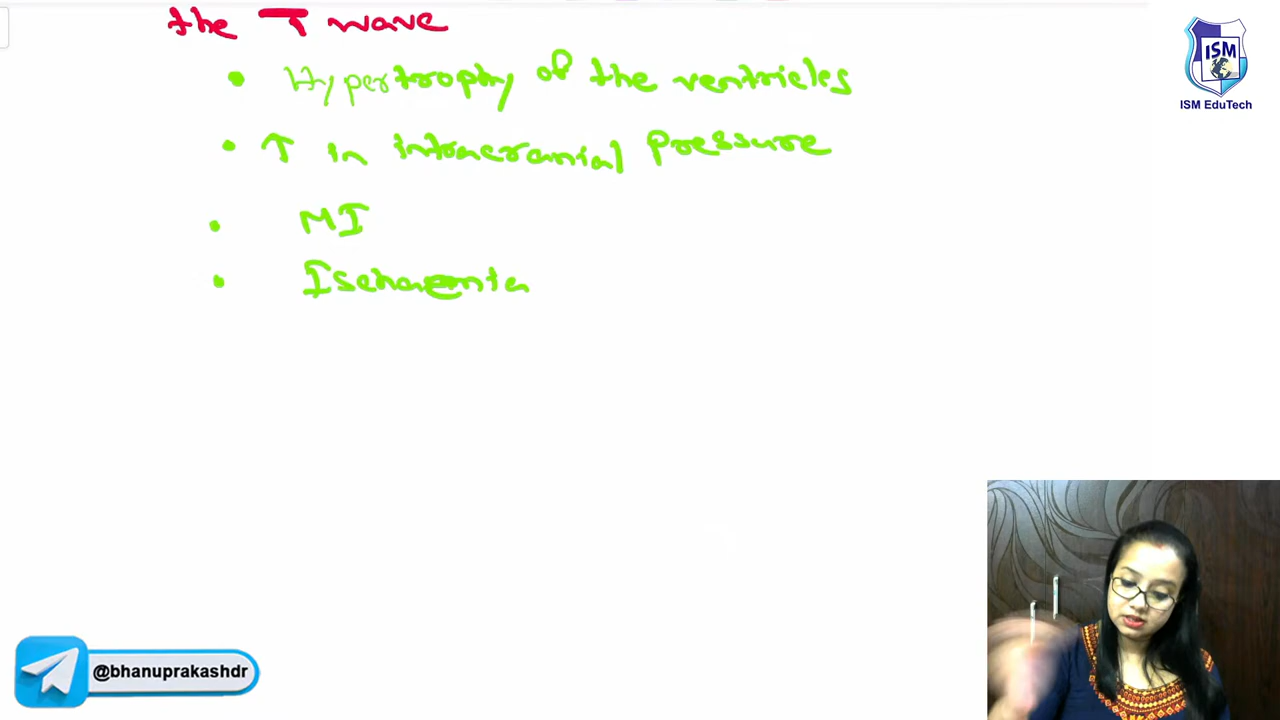 the T wave
• Hypertrophy of the ventricles
• ↑ in intracranial pressure
• MI
• Ischaemia
ISM
ISM EduTech
@bhanuprakashdr